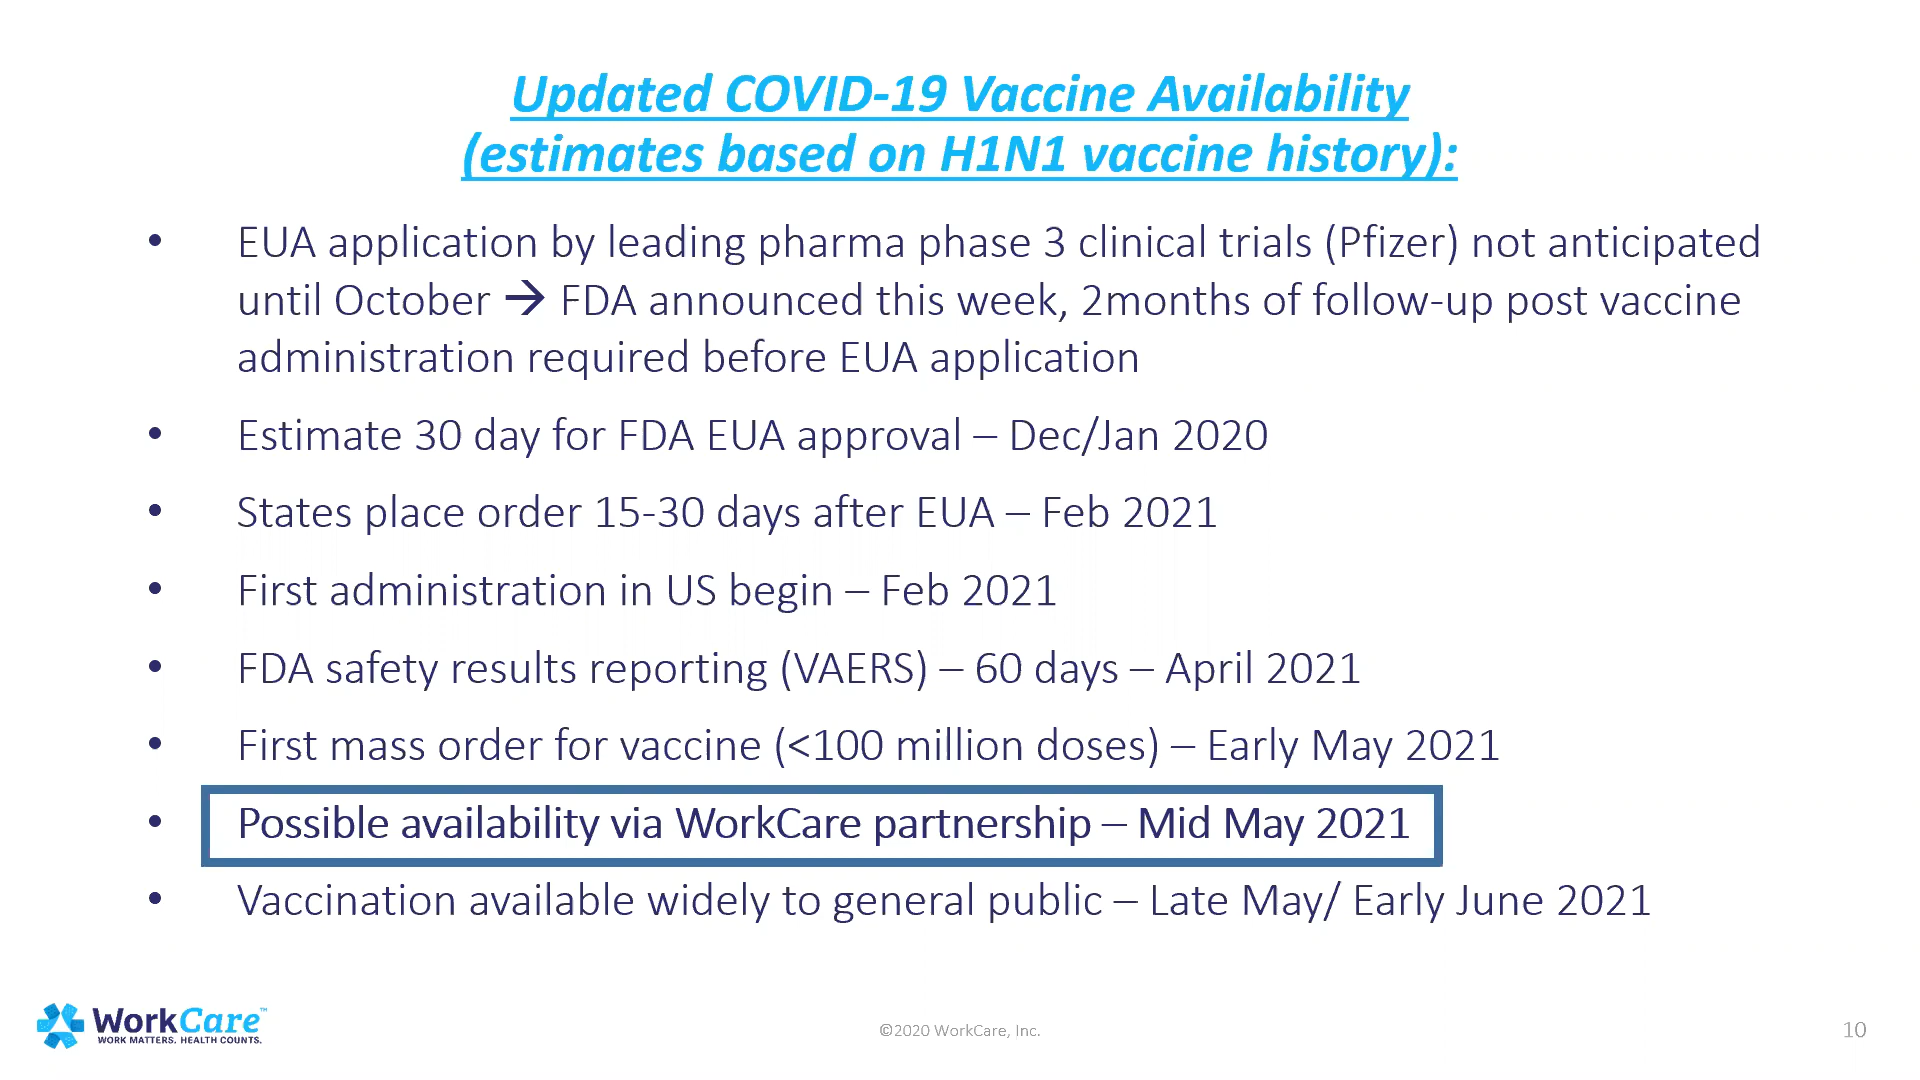 Updated COVID-19 Vaccine Availability
(estimates based on H1N1 vaccine history):
• EUA application by leading pharma phase 3 clinical trials (Pfizer) not anticipated
until October → FDA announced this week, 2months of follow-up post vaccine
administration required before EUA application
• Estimate 30 day for FDA EUA approval – Dec/Jan 2020
• States place order 15-30 days after EUA – Feb 2021
• First administration in US begin – Feb 2021
• FDA safety results reporting (VAERS) – 60 days – April 2021
• First mass order for vaccine (<100 million doses) – Early May 2021
• Possible availability via WorkCare partnership – Mid May 2021
• Vaccination available widely to general public – Late May/ Early June 2021
WorkCare™
WORK MATTERS. HEALTH COUNTS.
©2020 WorkCare, Inc.
10